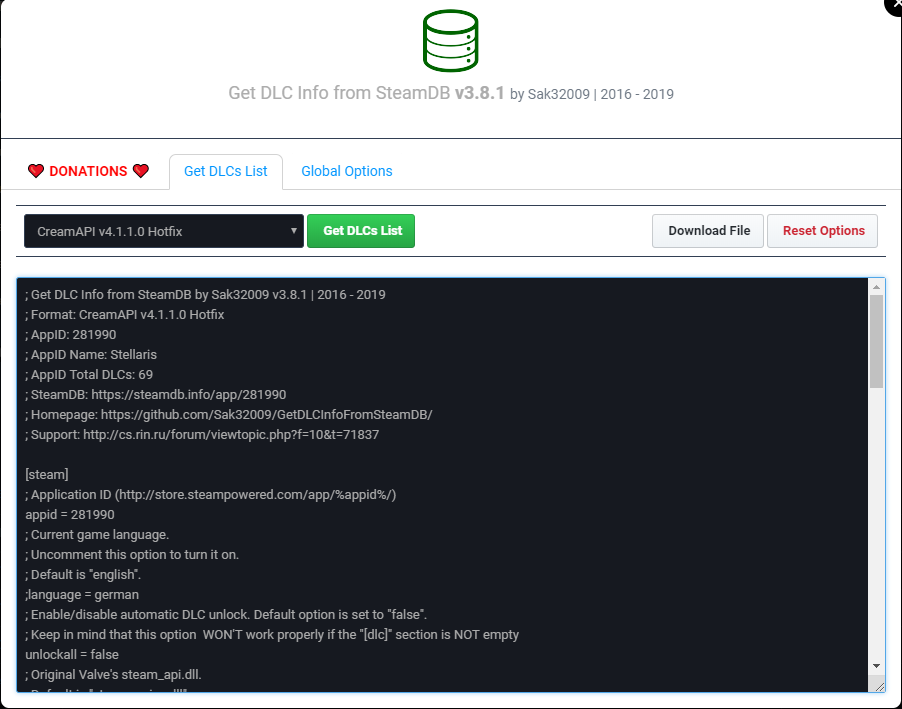 Get DLC Info from SteamDB v3.8.1 by Sak32009 | 2016 - 2019
DONATIONS
Get DLCs List
Global Options
CreamAPI v4.1.1.0 Hotfix
Get DLCs List
Download File
Reset Options
; Get DLC Info from SteamDB by Sak32009 v3.8.1 | 2016 - 2019
; Format: CreamAPI v4.1.1.0 Hotfix
; AppID: 281990
; AppID Name: Stellaris
; AppID Total DLCs: 69
; SteamDB: https://steamdb.info/app/281990
; Homepage: https://github.com/Sak32009/GetDLCInfoFromSteamDB/
; Support: http://cs.rin.ru/forum/viewtopic.php?f=10&t=71837
[steam]
; Application ID (http://store.steampowered.com/app/%appid%/)
appid = 281990
; Current game language.
; Uncomment this option to turn it on.
; Default is "english".
;language = german
; Enable/disable automatic DLC unlock. Default option is set to "false".
; Keep in mind that this option  WON'T work properly if the "[dlc]" section is NOT empty
unlockall = false
; Original Valve's steam_api.dll.